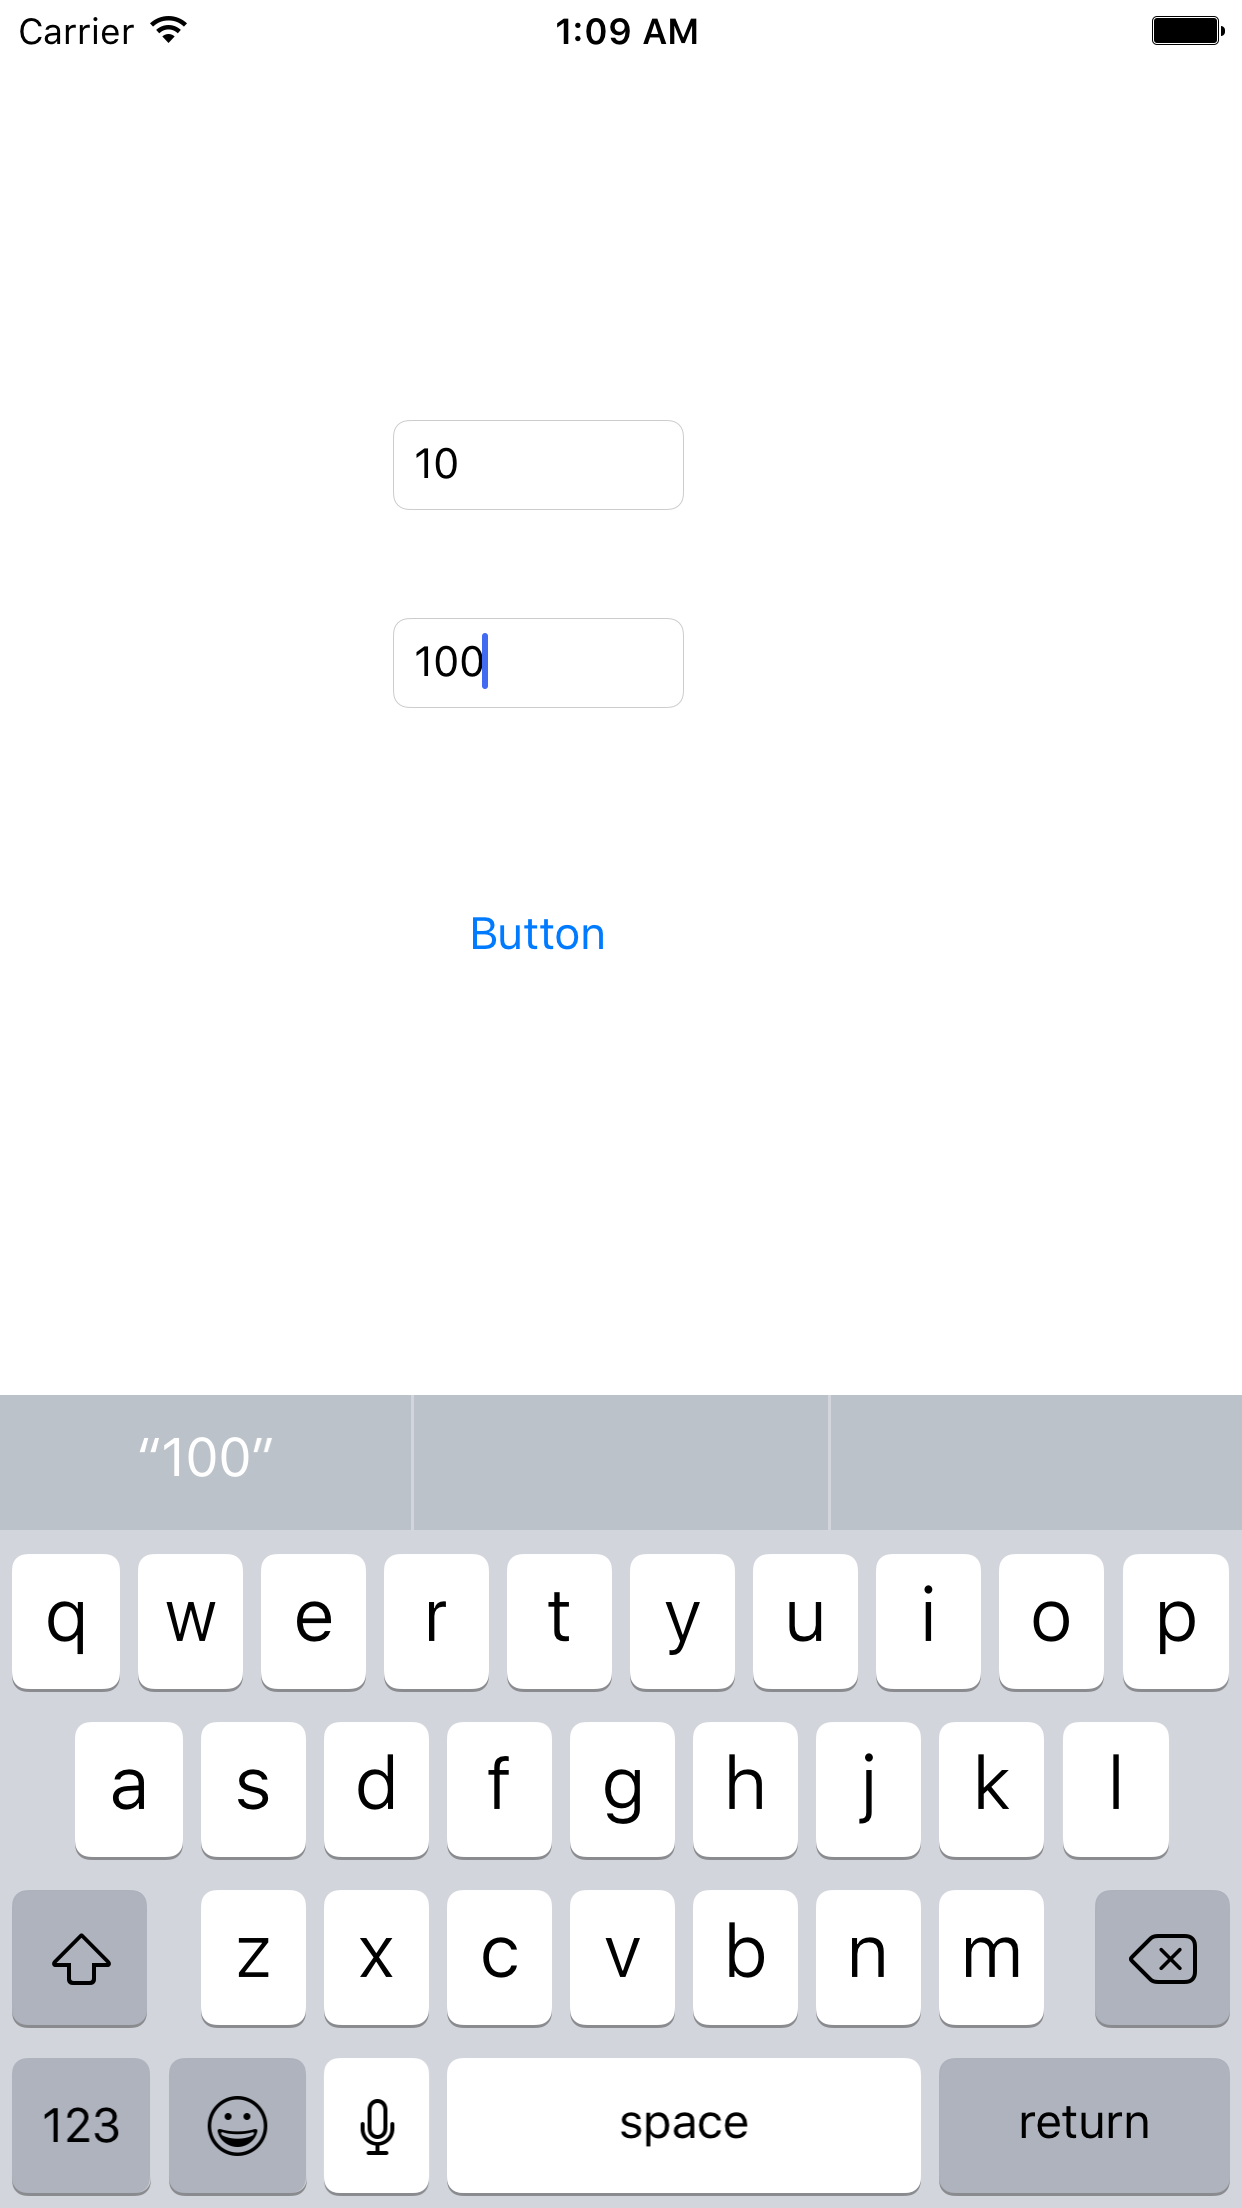 Carrier 1:09 AM
10
100
Button
“100”
q w e r t y u i o p
a s d f g h j k l
z x c v b n m
123 space return